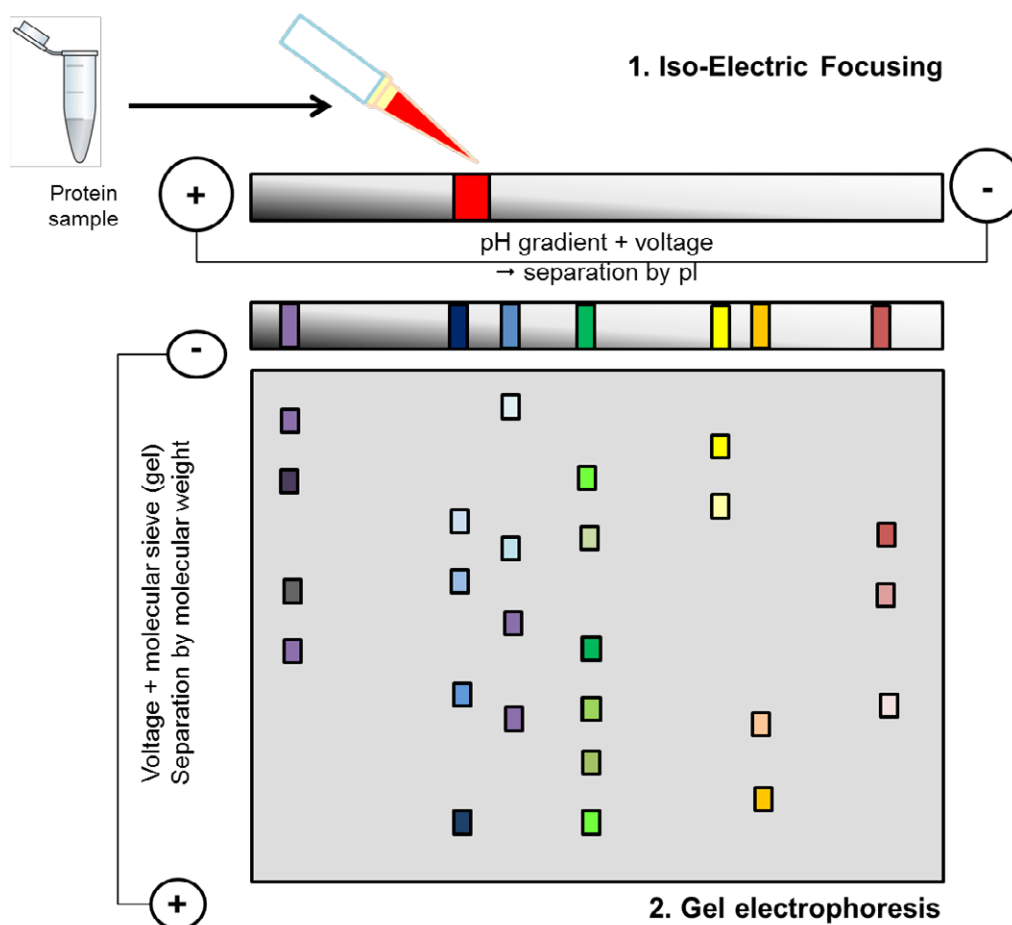 1. Iso-Electric Focusing
Protein
sample
+
-
pH gradient + voltage
→ separation by pI
-
Voltage + molecular sieve (gel)
Separation by molecular weight
+
2. Gel electrophoresis